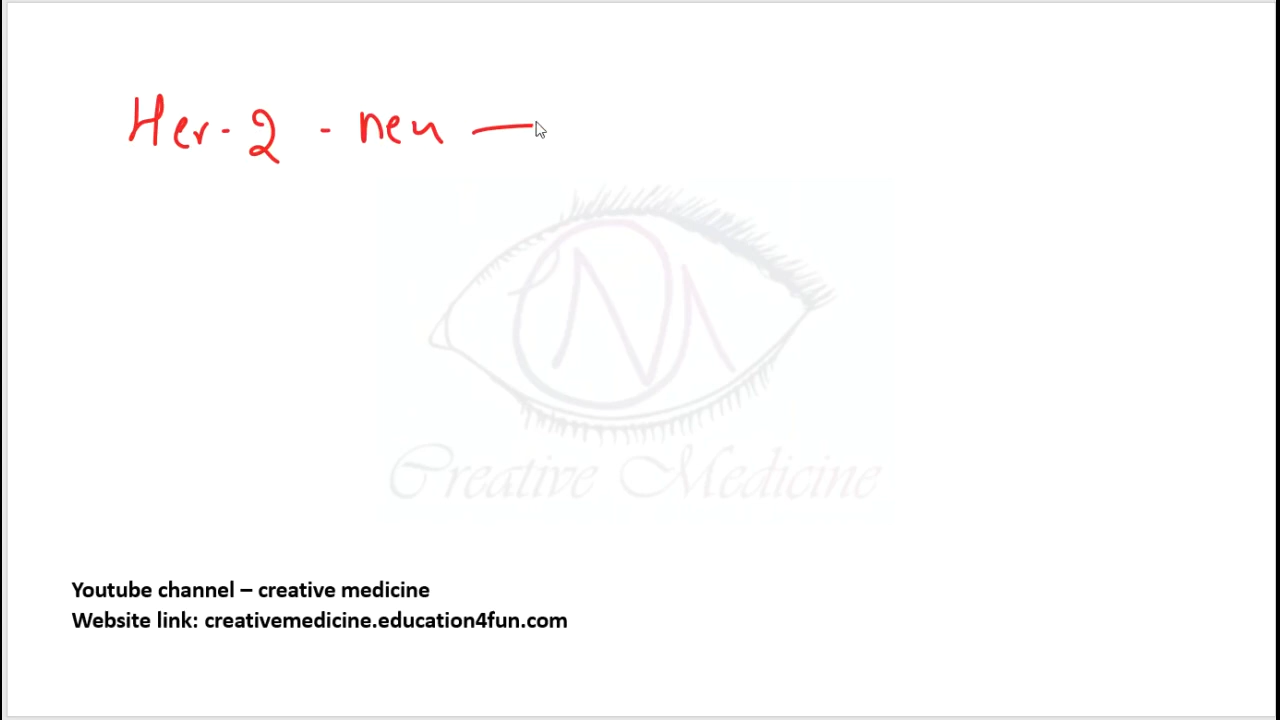 Her-2 - neu —
Creative Medicine
Youtube channel – creative medicine
Website link: creativemedicine.education4fun.com